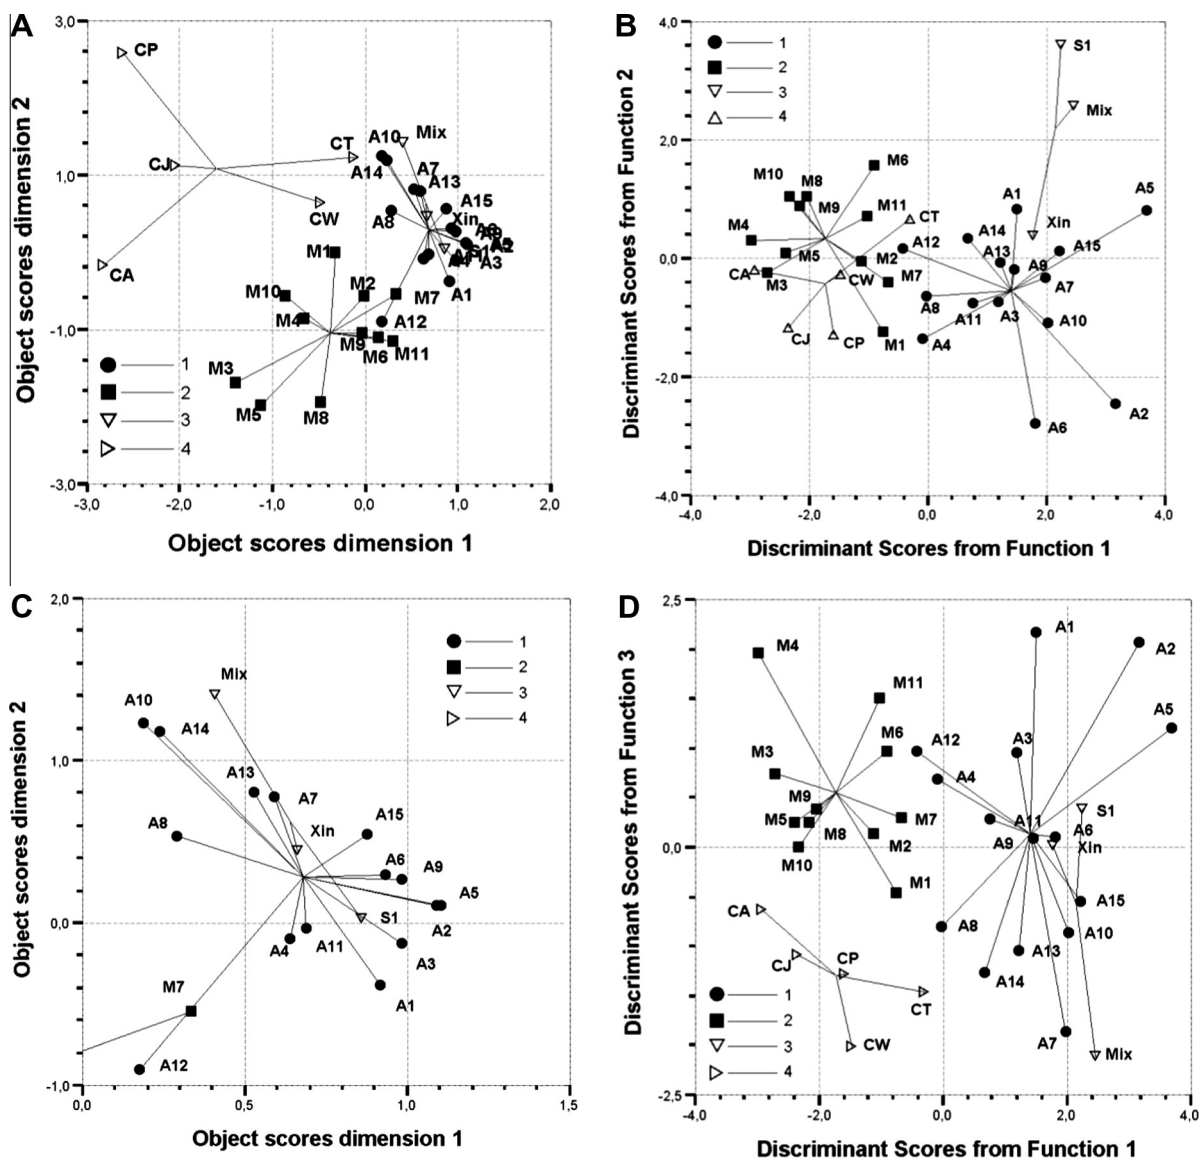 A
3,0
1,0
-1,0
-3,0
-3,0 -2,0 -1,0 0,0 1,0 2,0
Object scores dimension 2
Object scores dimension 1
CP
CJ
CT
CW
CA
A10
Mix
A14
A7
A13
A15
A8
Xin
M1
A3
A1
M10
M2
M7
M4
A12
M9
M6
M11
M3
M5
M8
1
2
3
4
B
4,0
2,0
0,0
-2,0
-4,0
-4,0 -2,0 0,0 2,0 4,0
Discriminant Scores from Function 2
Discriminant Scores from Function 1
1
2
3
4
S1
Mix
M6
M10
M8
M9
M11
CT
M4
A12
M5
M2
CA
M3
CW
M7
CJ
CP
M1
A1
A5
A14
Xin
A13
A15
A9
A7
A8
A11
A3
A10
A4
A2
A6
C
2,0
1,0
0,0
-1,0
0,0 0,5 1,0 1,5
Object scores dimension 2
Object scores dimension 1
1
2
3
4
Mix
A10
A14
A13
A7
A8
Xin
A15
A6
A9
A5
S1
A2
A4
A11
A3
M7
A1
A12
D
2,5
0,0
-2,5
-4,0 -2,0 0,0 2,0 4,0
Discriminant Scores from Function 3
Discriminant Scores from Function 1
A1
M4
A2
M11
A5
M6
A12
A3
M3
A4
M9
S1
M5
M8
M7
A11
A6
M2
A9
Xin
M10
M1
A15
CA
A8
A10
CJ
CP
A13
A14
CT
CW
A7
Mix
1
2
3
4